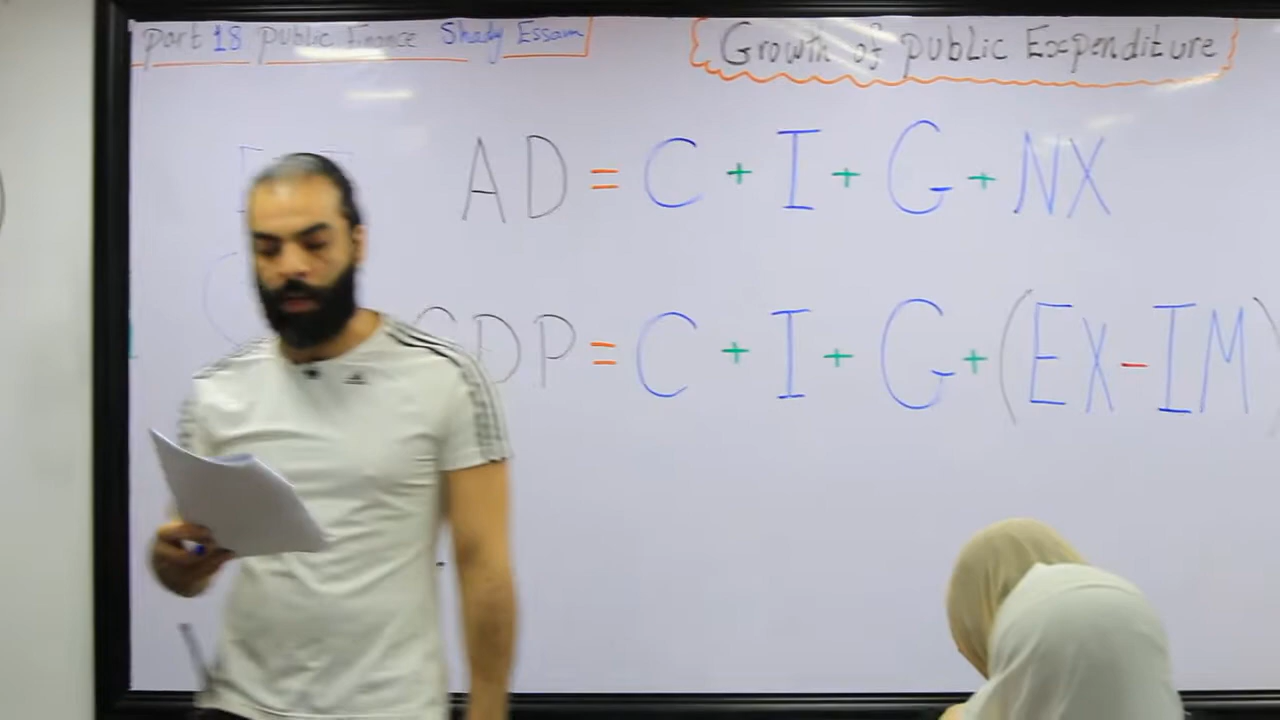 part 18 public Finance Shady Essam
Growth of public Expenditure
AD = C + I + G + NX
GDP = C + I + G + (EX - IM)